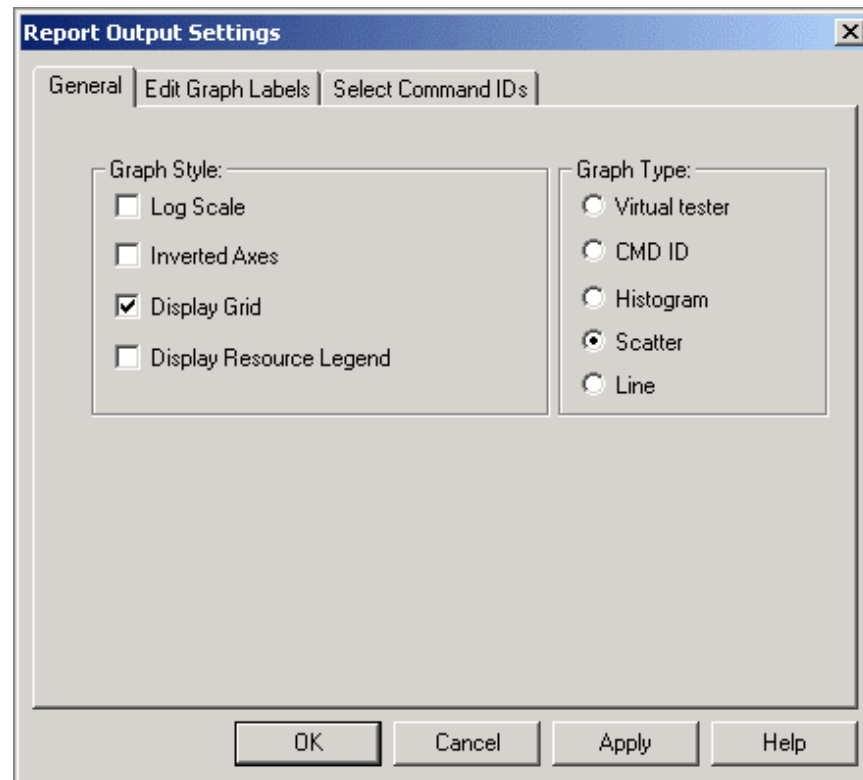 Report Output Settings
General
Edit Graph Labels
Select Command IDs
Graph Style:
Log Scale
Inverted Axes
Display Grid
Display Resource Legend
Graph Type:
Virtual tester
CMD ID
Histogram
Scatter
Line
OK
Cancel
Apply
Help